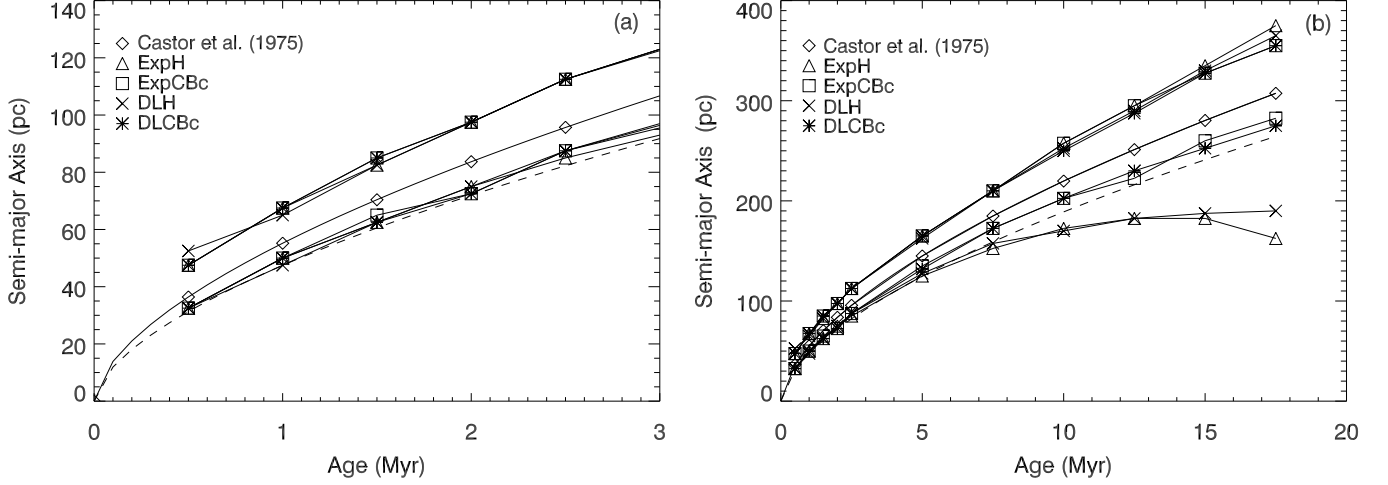 (a)
Castor et al. (1975)
ExpH
ExpCBc
DLH
DLCBc
Semi-major Axis (pc)
140
120
100
80
60
40
20
0
0 1 2 3
Age (Myr)
(b)
Castor et al. (1975)
ExpH
ExpCBc
DLH
DLCBc
Semi-major Axis (pc)
400
300
200
100
0
0 5 10 15 20
Age (Myr)